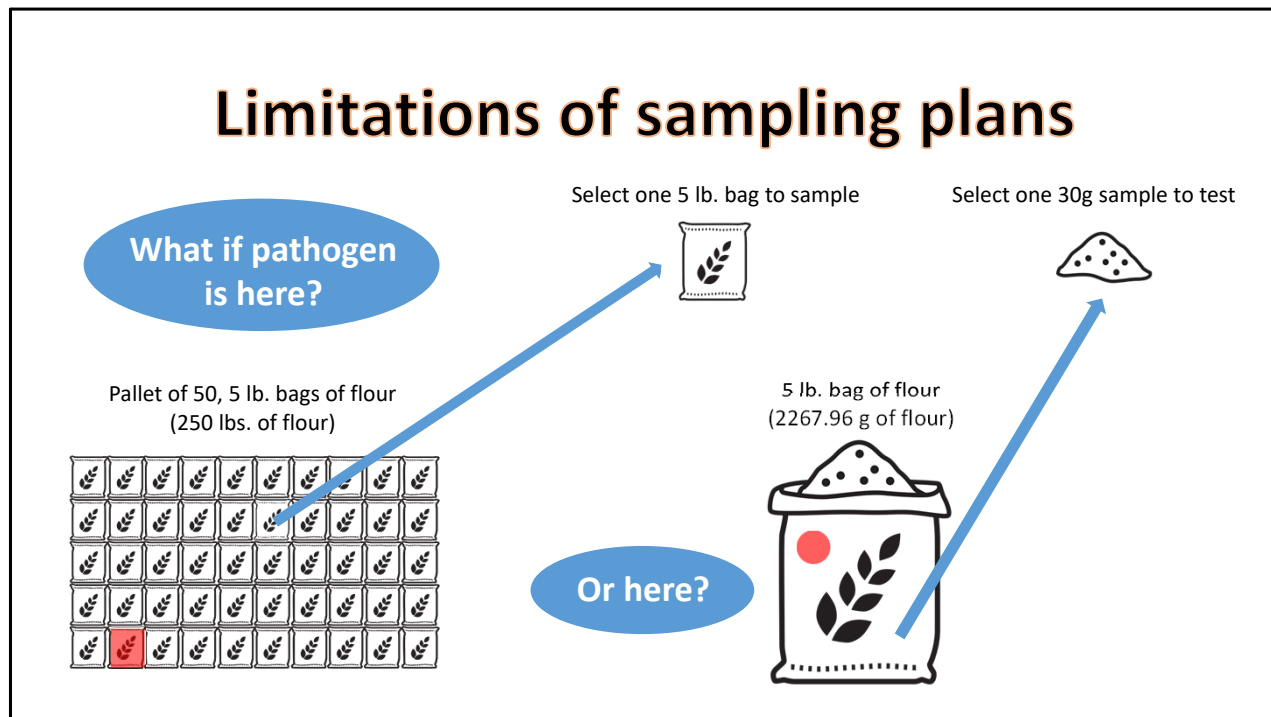 Limitations of sampling plans
What if pathogen
is here?
Select one 5 lb. bag to sample
Select one 30g sample to test
Pallet of 50, 5 lb. bags of flour
(250 lbs. of flour)
5 lb. bag of flour
(2267.96 g of flour)
Or here?